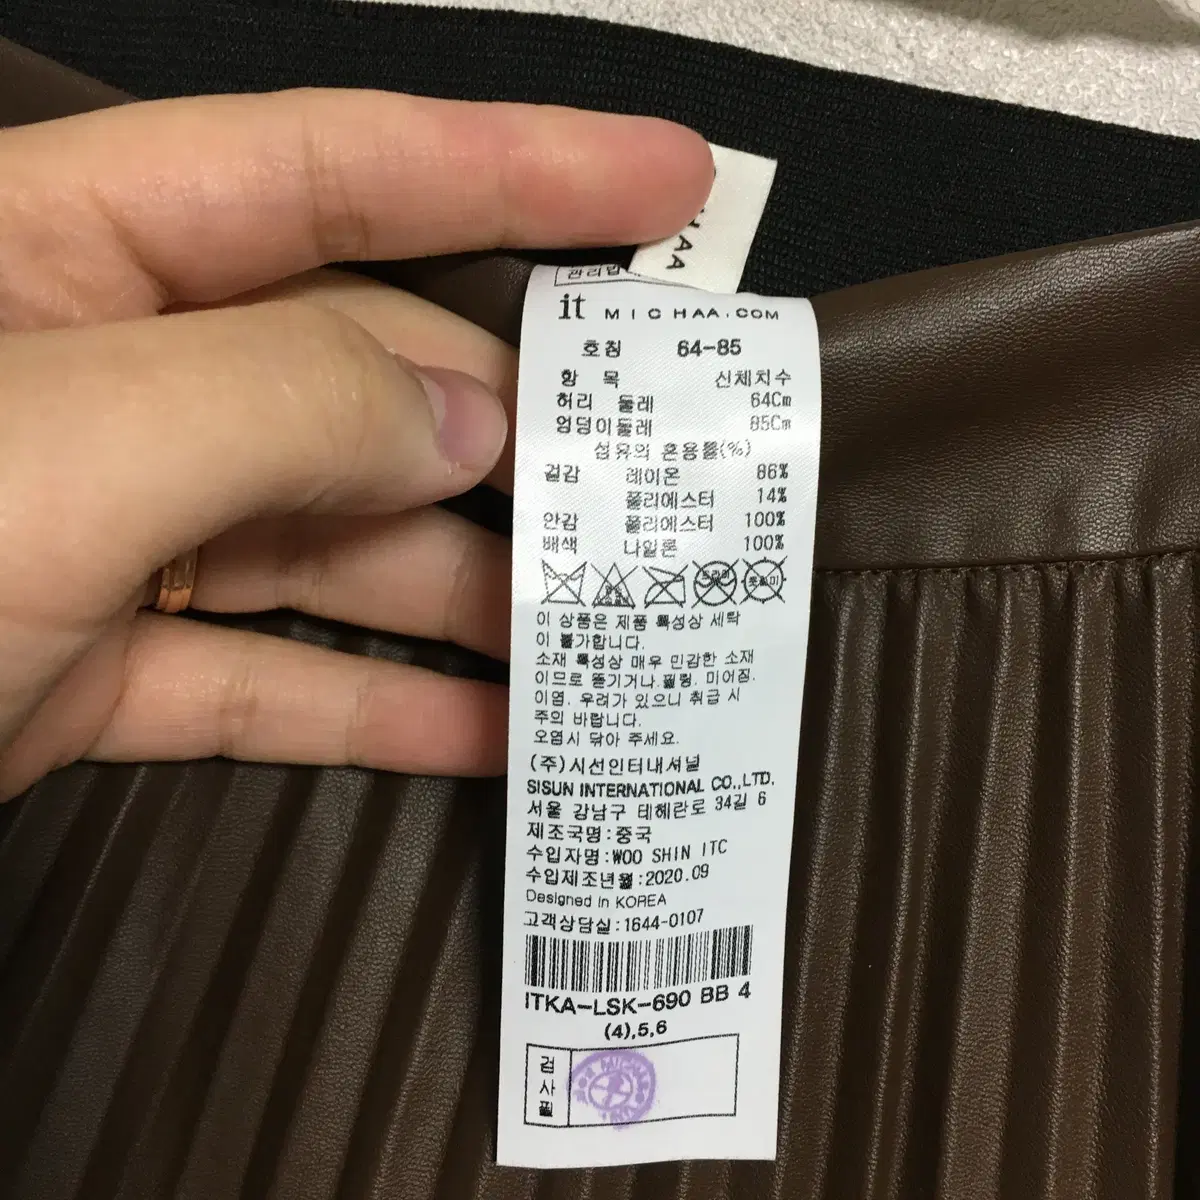 HAA
관리법
it MICHAA.COM
호칭 64-85
항 목 신체치수
허리 둘레 64Cm
엉덩이둘레 85Cm
섬유의 혼용률(%)
겉감 레이온 86%
폴리에스터 14%
안감 폴리에스터 100%
배색 나일론 100%
드라이
이 상품은 제품 특성상 세탁
이 불가합니다.
소재 특성상 매우 민감한 소재
이므로 뜯기거나. 필링. 미어짐.
이염. 우려가 있으니 취급 시
주의 바랍니다.
오염시 닦아 주세요.
(주)시선인터내셔널
SISUN INTERNATIONAL CO.,LTD.
서울 강남구 테헤란로 34길 6
제조국명:중국
수입자명:WOO SHIN ITC
수입제조년월:2020.09
Designed in KOREA
고객상담실:1644-0107
ITKA-LSK-690 BB 4
(4),5,6
검사필